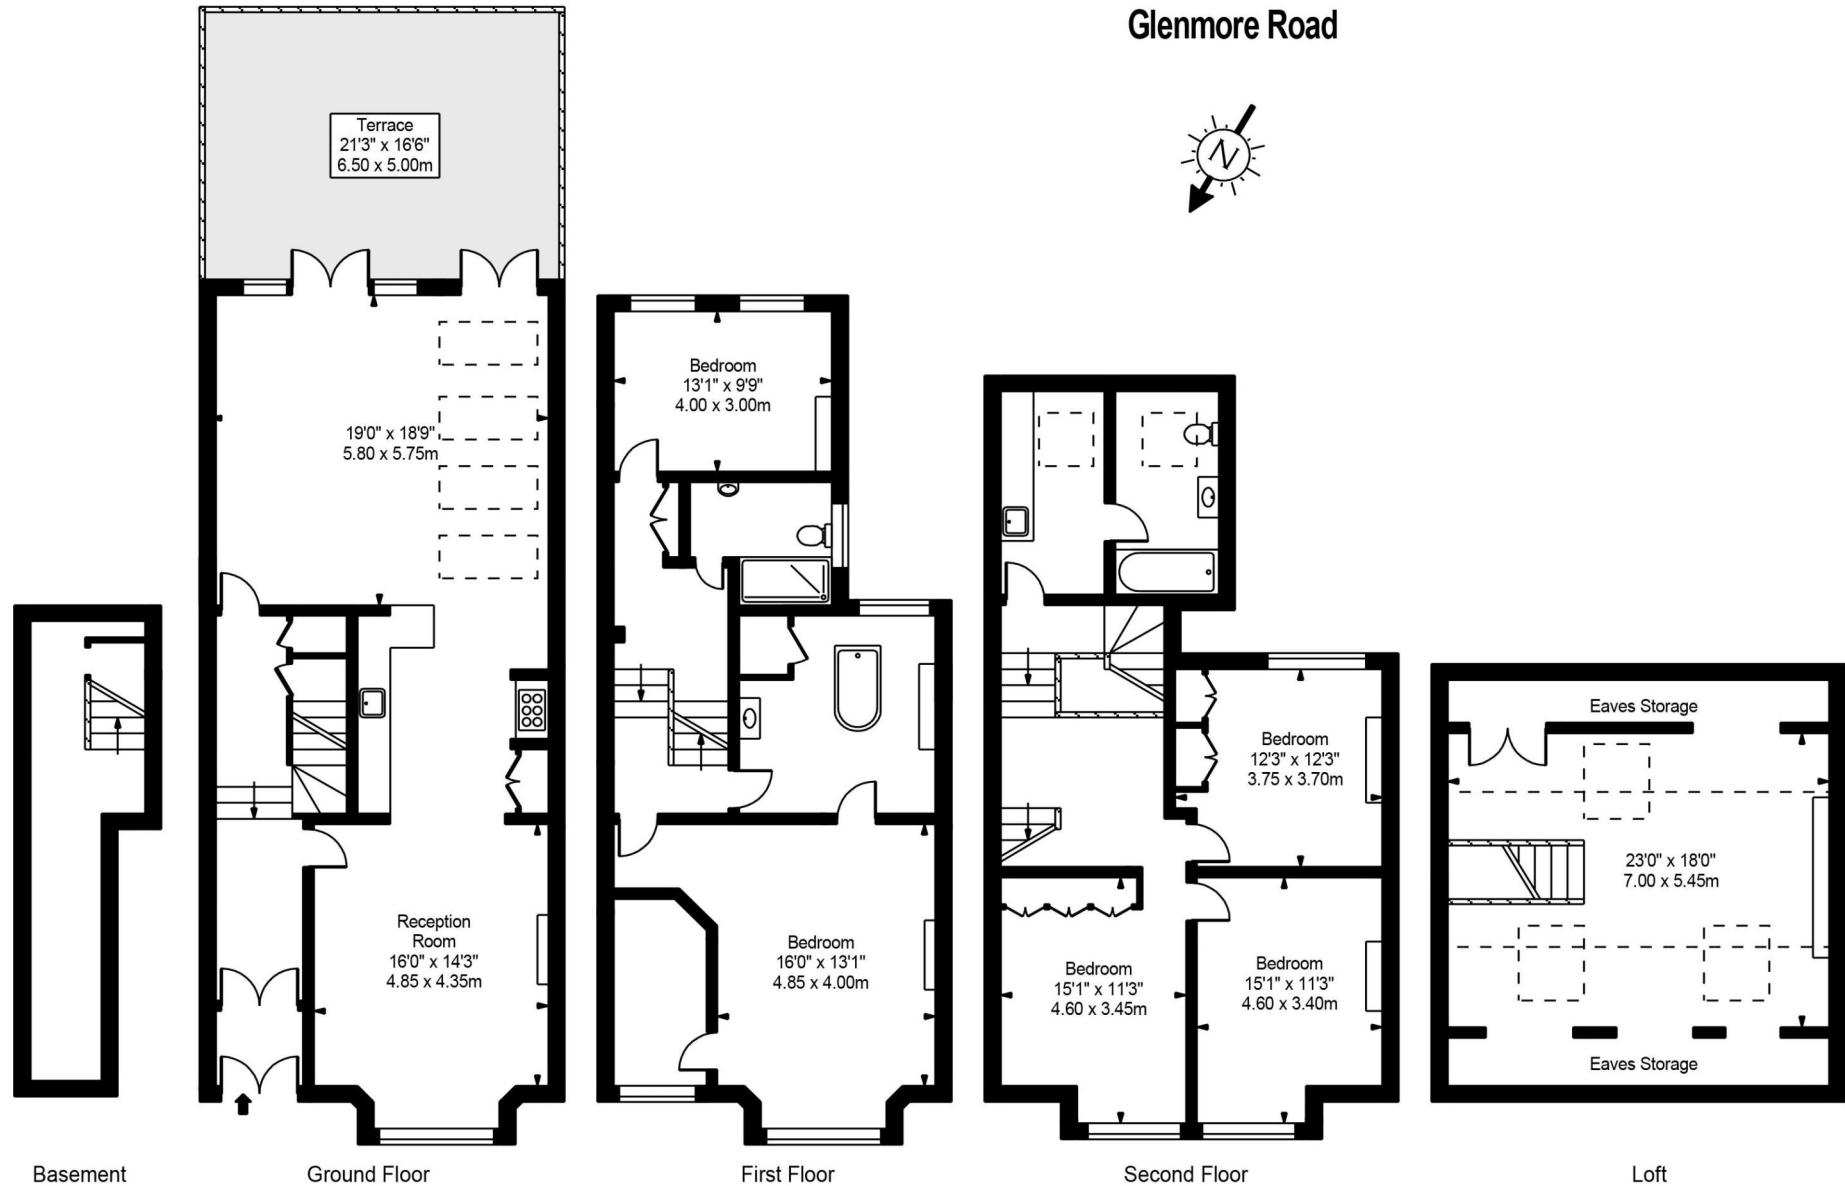 Glenmore Road
N
Terrace
21'3" x 16'6"
6.50 x 5.00m
19'0" x 18'9"
5.80 x 5.75m
Reception
Room
16'0" x 14'3"
4.85 x 4.35m
Bedroom
13'1" x 9'9"
4.00 x 3.00m
Bedroom
16'0" x 13'1"
4.85 x 4.00m
Bedroom
12'3" x 12'3"
3.75 x 3.70m
Bedroom
15'1" x 11'3"
4.60 x 3.45m
Bedroom
15'1" x 11'3"
4.60 x 3.40m
Eaves Storage
23'0" x 18'0"
7.00 x 5.45m
Eaves Storage
Basement
Ground Floor
First Floor
Second Floor
Loft